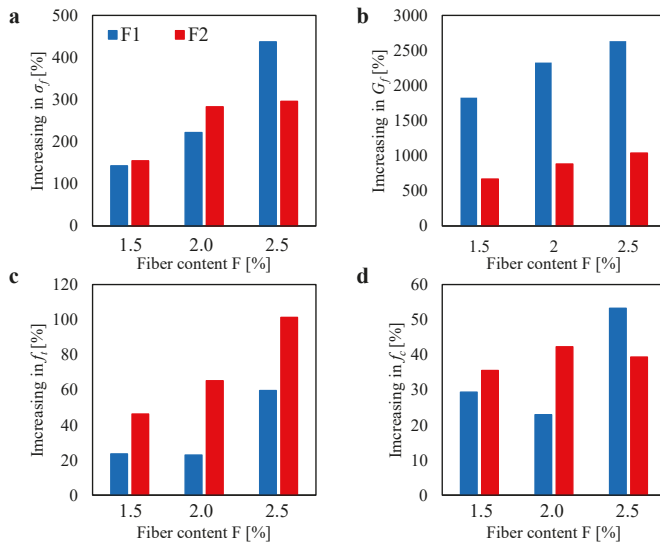 a
500
400
300
200
100
0
Imcreasing in σf [%]
F1 F2
1.5 2.0 2.5
Fiber content F [%]
b
3000
2500
2000
1500
1000
500
0
Imcreasing in Gf [%]
1.5 2 2.5
Fiber content F [%]
c
120
100
80
60
40
20
0
Imcreasing in ft [%]
1.5 2.0 2.5
Fiber content F [%]
d
60
50
40
30
20
10
0
Imcreasing in fc [%]
1.5 2.0 2.5
Fiber content F [%]